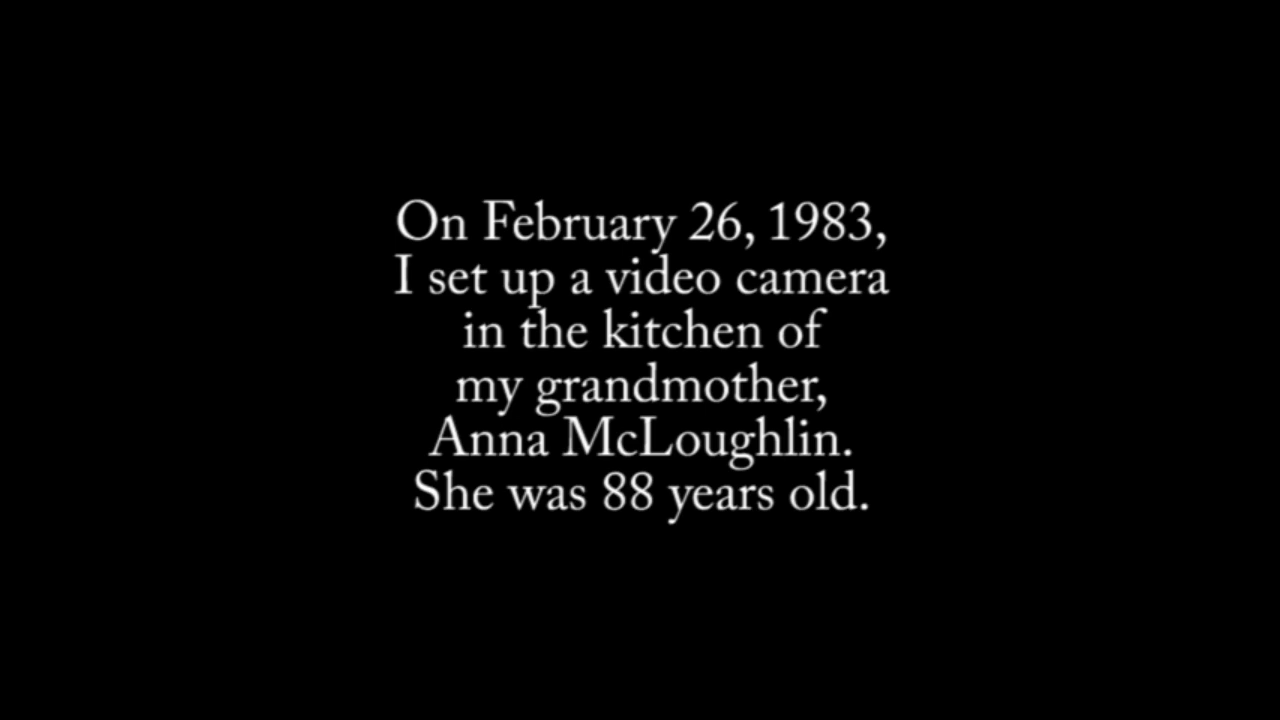 On February 26, 1983,
I set up a video camera
in the kitchen of
my grandmother,
Anna McLoughlin.
She was 88 years old.